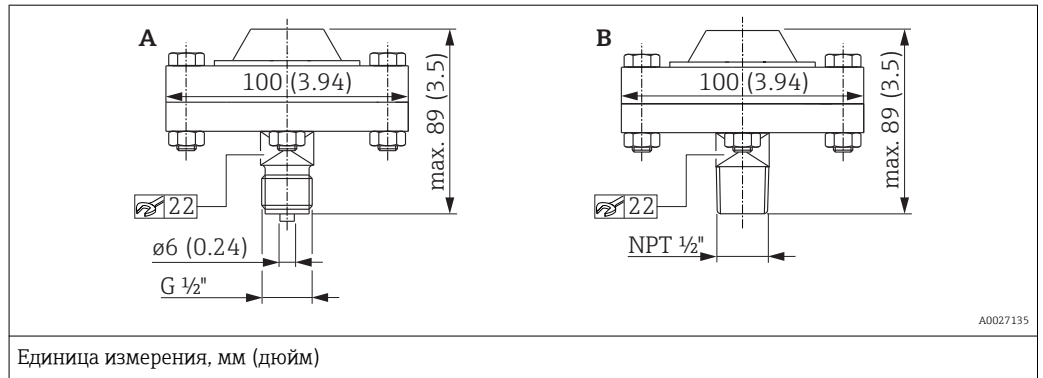 A
100 (3.94)
max. 89 (3.5)
22
ø6 (0.24)
G ½"
B
100 (3.94)
max. 89 (3.5)
22
NPT ½"
A0027135
Единица измерения, мм (дюйм)